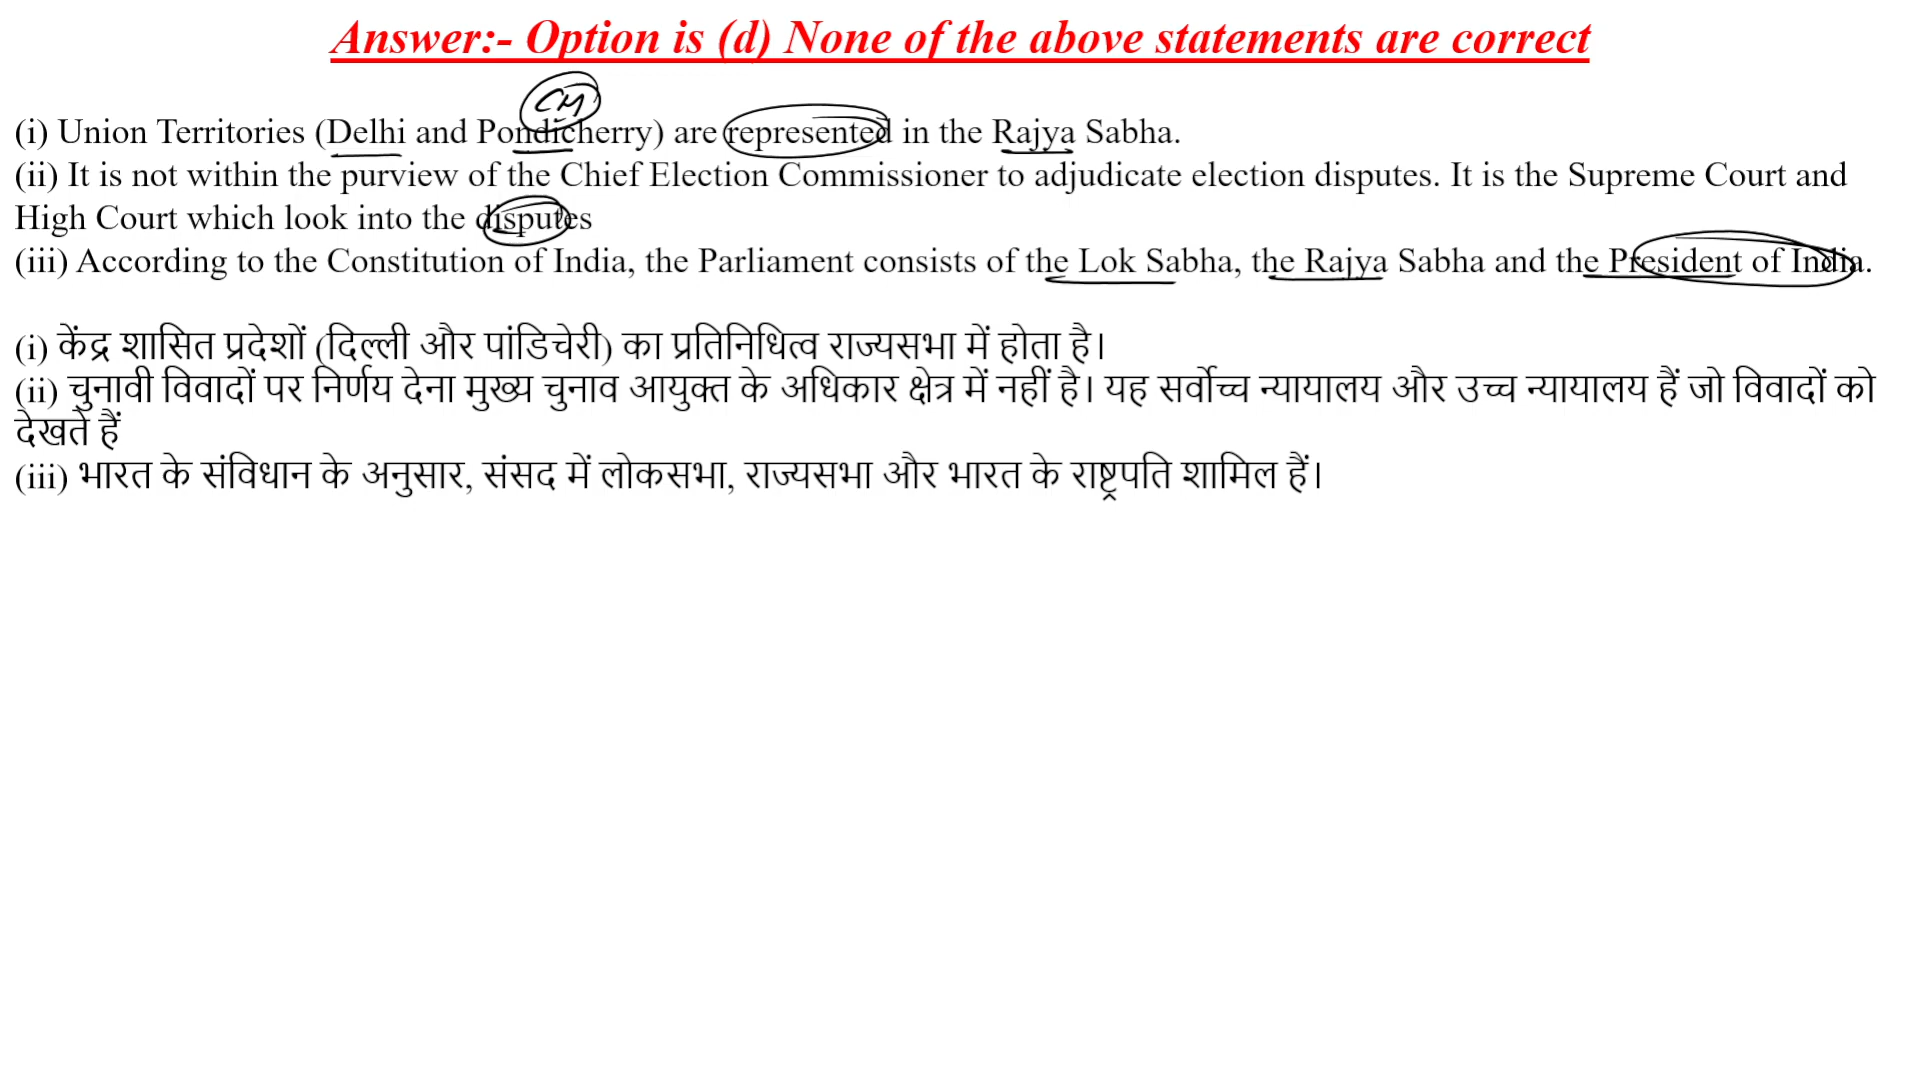 Answer:- Option is (d) None of the above statements are correct
CM
(i) Union Territories (Delhi and Pondicherry) are represented in the Rajya Sabha.
(ii) It is not within the purview of the Chief Election Commissioner to adjudicate election disputes. It is the Supreme Court and
High Court which look into the disputes
(iii) According to the Constitution of India, the Parliament consists of the Lok Sabha, the Rajya Sabha and the President of India.
(i) केंद्र शासित प्रदेशों (दिल्ली और पांडिचेरी) का प्रतिनिधित्व राज्यसभा में होता है।
(ii) चुनावी विवादों पर निर्णय देना मुख्य चुनाव आयुक्त के अधिकार क्षेत्र में नहीं है। यह सर्वोच्च न्यायालय और उच्च न्यायालय हैं जो विवादों को
देखते हैं
(iii) भारत के संविधान के अनुसार, संसद में लोकसभा, राज्यसभा और भारत के राष्ट्रपति शामिल हैं।